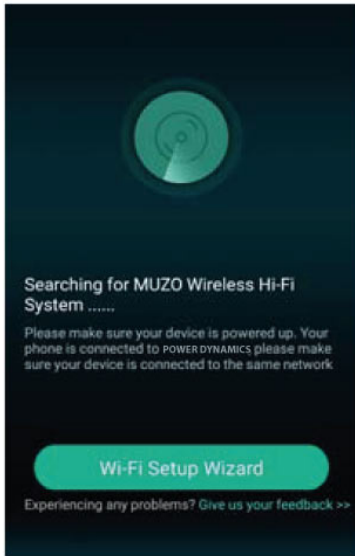 Searching for MUZO Wireless Hi-Fi
System ......
Please make sure your device is powered up. Your
phone is connected to POWER DYNAMICS please make
sure your device is connected to the same network
Wi-Fi Setup Wizard
Experiencing any problems? Give us your feedback >>